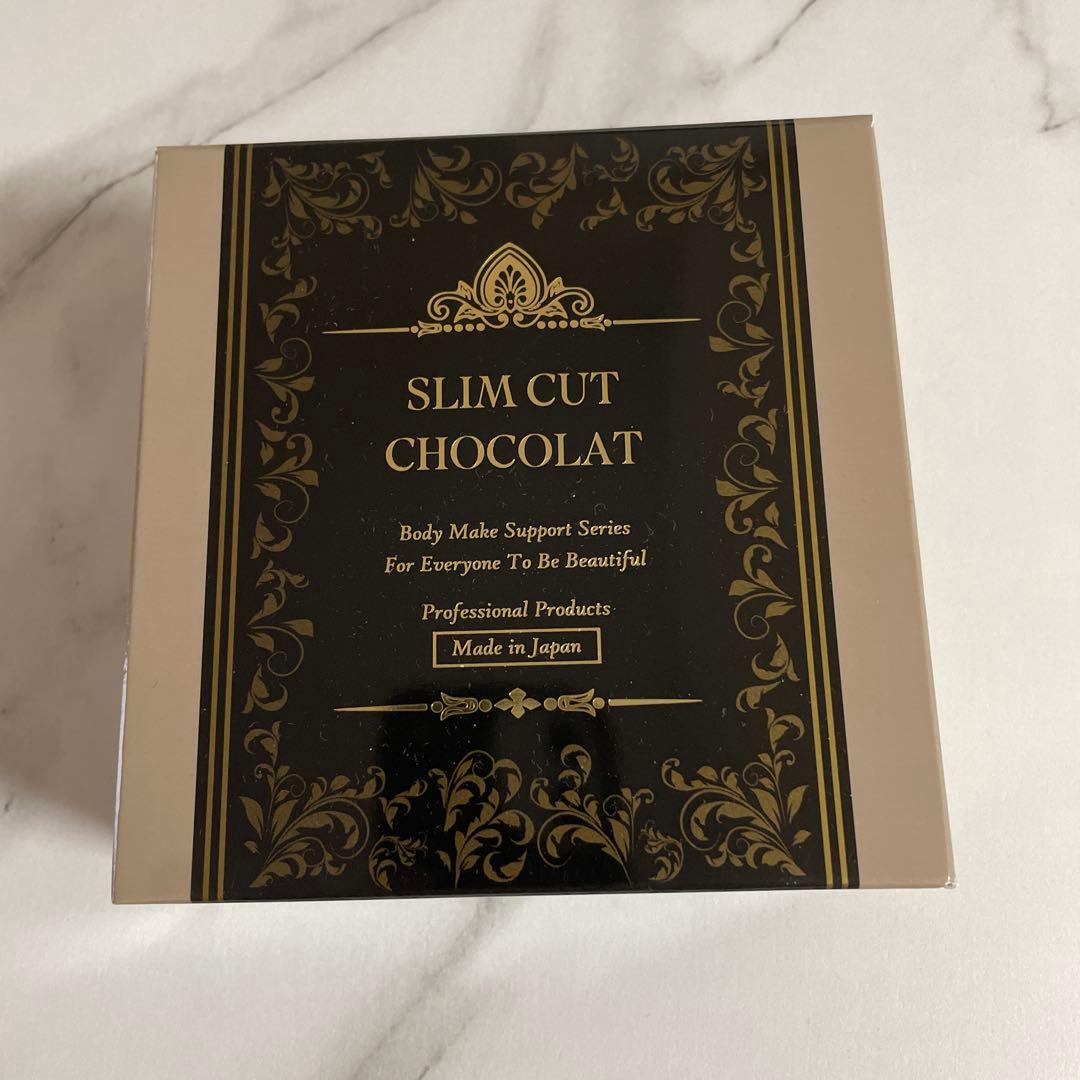 SLIM CUT
CHOCOLAT
Body Make Support Series
For Everyone To Be Beautiful
Professional Products
Made in Japan